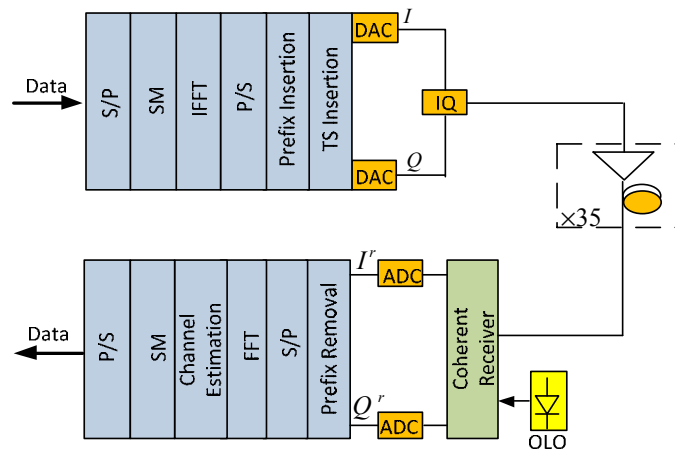 Data
S/P
SM
IFFT
P/S
Prefix Insertion
TS Insertion
DAC
I
DAC
Q
IQ
×35
Data
P/S
SM
Channel
Estimation
FFT
S/P
Prefix Removal
I^r
ADC
Q^r
ADC
Coherent
Receiver
OLO